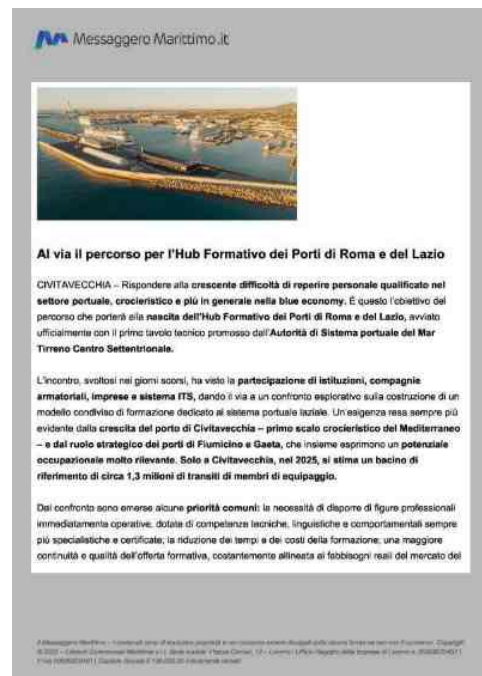 Messaggero Marittimo.it
Al via il percorso per l'Hub Formativo dei Porti di Roma e del Lazio
CIVITAVECCHIA – Rispondere alla crescente difficoltà di reperire personale qualificato nel
settore portuale, crocieristico e più in generale nella blue economy. È questo l'obiettivo del
percorso che porterà alla nascita dell'Hub Formativo dei Porti di Roma e del Lazio, avviato
ufficialmente con il primo tavolo tecnico promosso dall'Autorità di Sistema portuale del Mar
Tirreno Centro Settentrionale.
L'incontro, svoltosi nei giorni scorsi, ha visto la partecipazione di istituzioni, compagnie
armatoriali, imprese e sistema ITS, dando il via a un confronto esplorativo sulla costruzione di un
modello condiviso di formazione dedicato al sistema portuale laziale. Un'esigenza resa sempre più
evidente dalla crescita del porto di Civitavecchia – primo scalo crocieristico del Mediterraneo
– e dal ruolo strategico dei porti di Fiumicino e Gaeta, che insieme esprimono un potenziale
occupazionale molto rilevante. Solo a Civitavecchia, nel 2025, si stima un bacino di
riferimento di circa 1,3 milioni di transiti di membri di equipaggio.
Dal confronto sono emerse alcune priorità comuni: la necessità di disporre di figure professionali
immediatamente operative, dotate di competenze tecniche, linguistiche e comportamentali sempre
più specialistiche e certificate; la riduzione dei tempi e dei costi della formazione; una maggiore
continuità e qualità dell'offerta formativa, costantemente allineata ai fabbisogni reali del mercato del